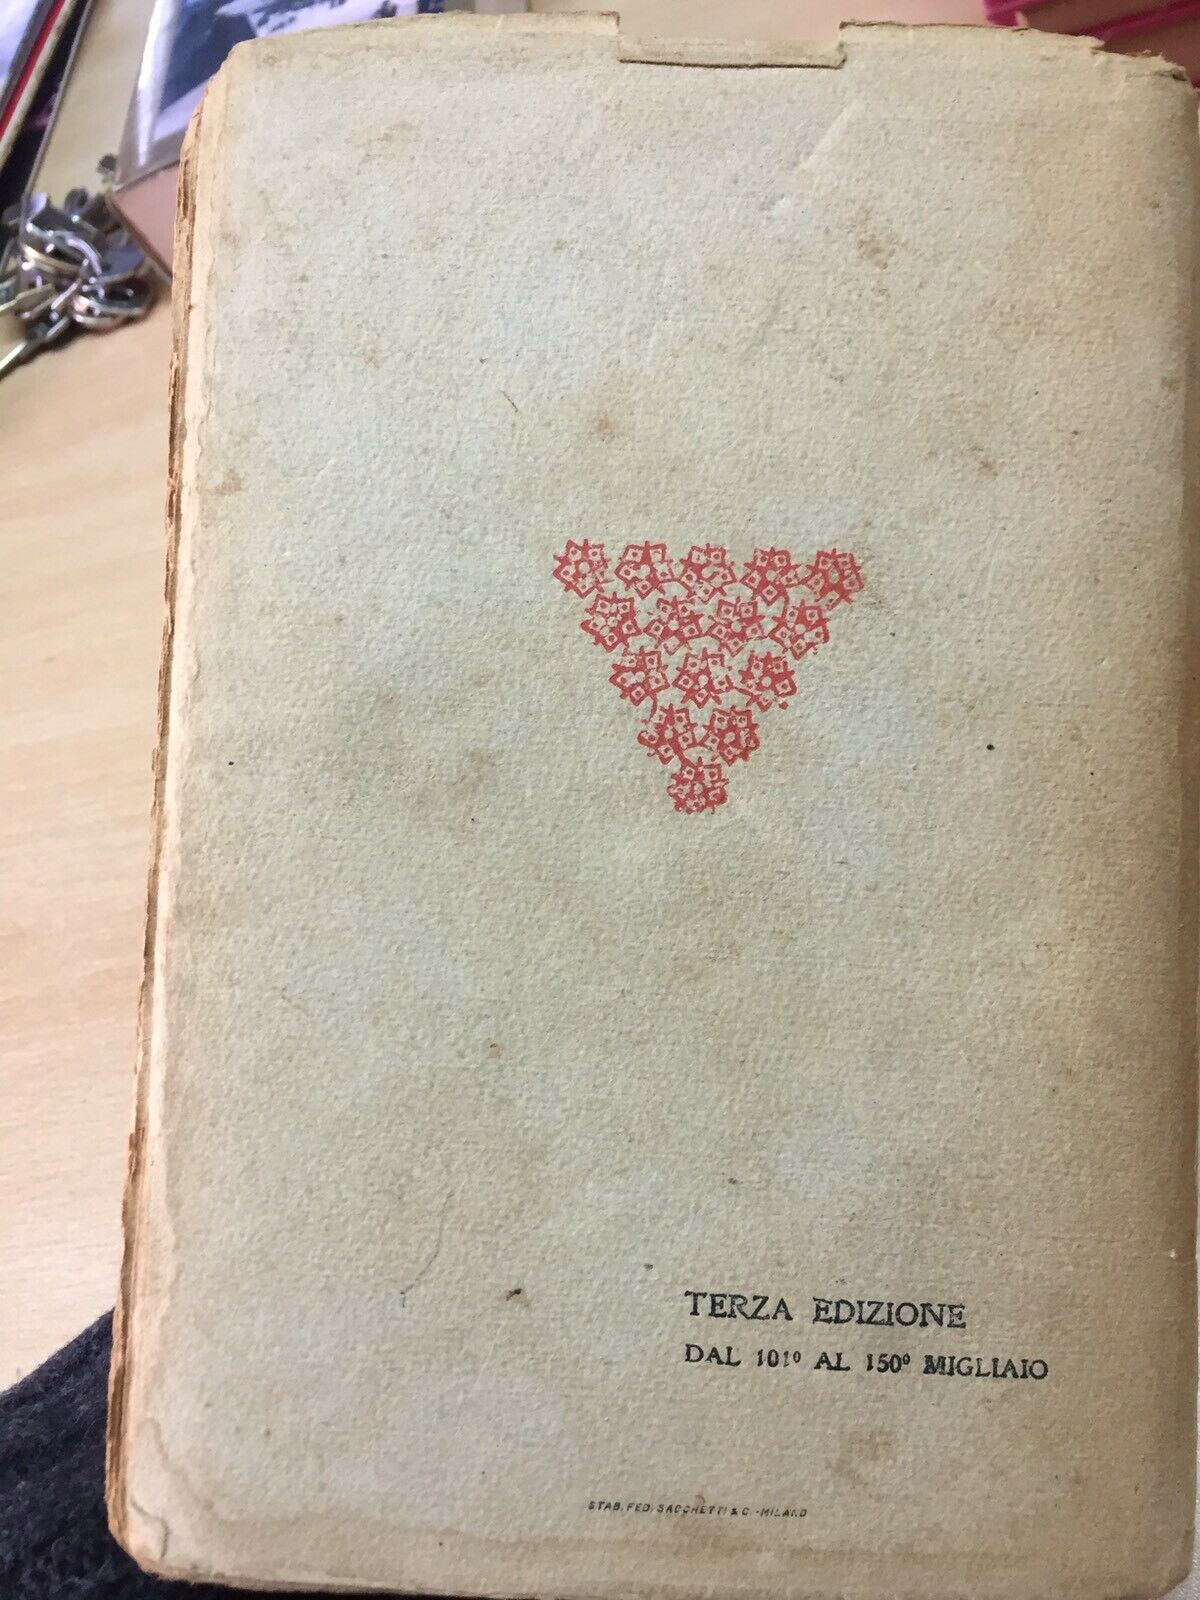 TERZA EDIZIONE
DAL 101º AL 150º MIGLIAIO
STAB. FED. SACCHETTI & C. - MILANO